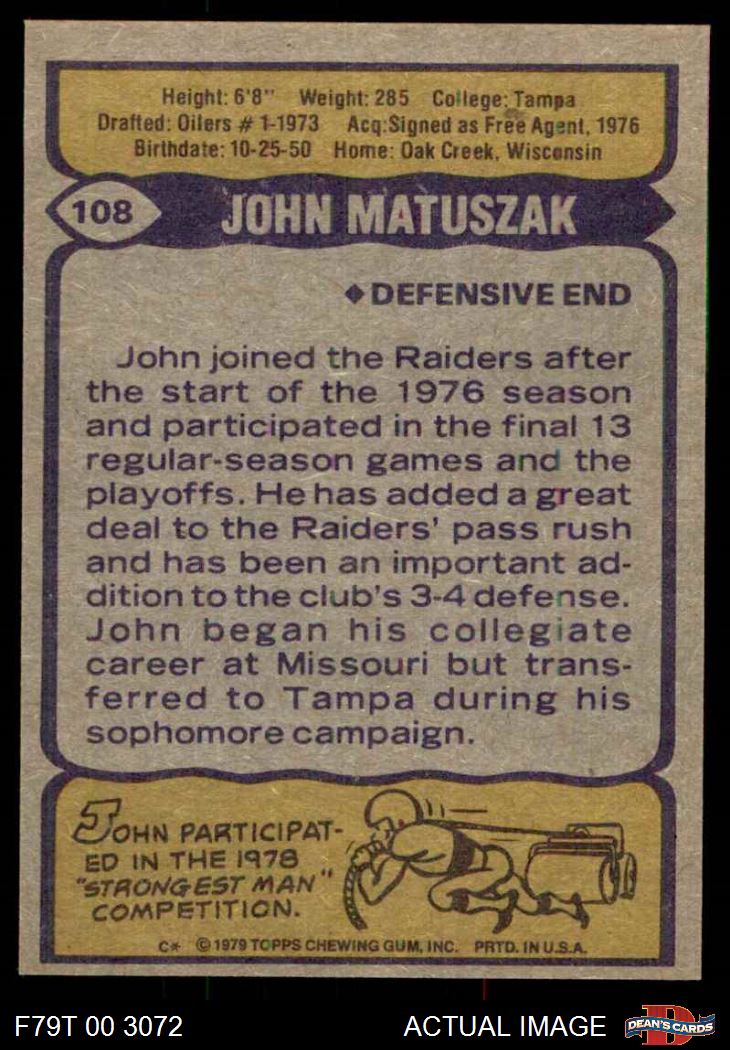 Height: 6'8" Weight: 285 College: Tampa
Drafted: Oilers # 1-1973 Acq: Signed as Free Agent, 1976
Birthdate: 10-25-50 Home: Oak Creek, Wisconsin
108 JOHN MATUSZAK
♦ DEFENSIVE END
John joined the Raiders after
the start of the 1976 season
and participated in the final 13
regular-season games and the
playoffs. He has added a great
deal to the Raiders' pass rush
and has been an important ad-
dition to the club's 3-4 defense.
John began his collegiate
career at Missouri but trans-
ferred to Tampa during his
sophomore campaign.
JOHN PARTICIPAT-
ED IN THE 1978
"STRONGEST MAN"
COMPETITION.
C* © 1979 TOPPS CHEWING GUM, INC. PRTD. IN U.S.A.
F79T 00 3072 ACTUAL IMAGE D DEAN'S CARDS